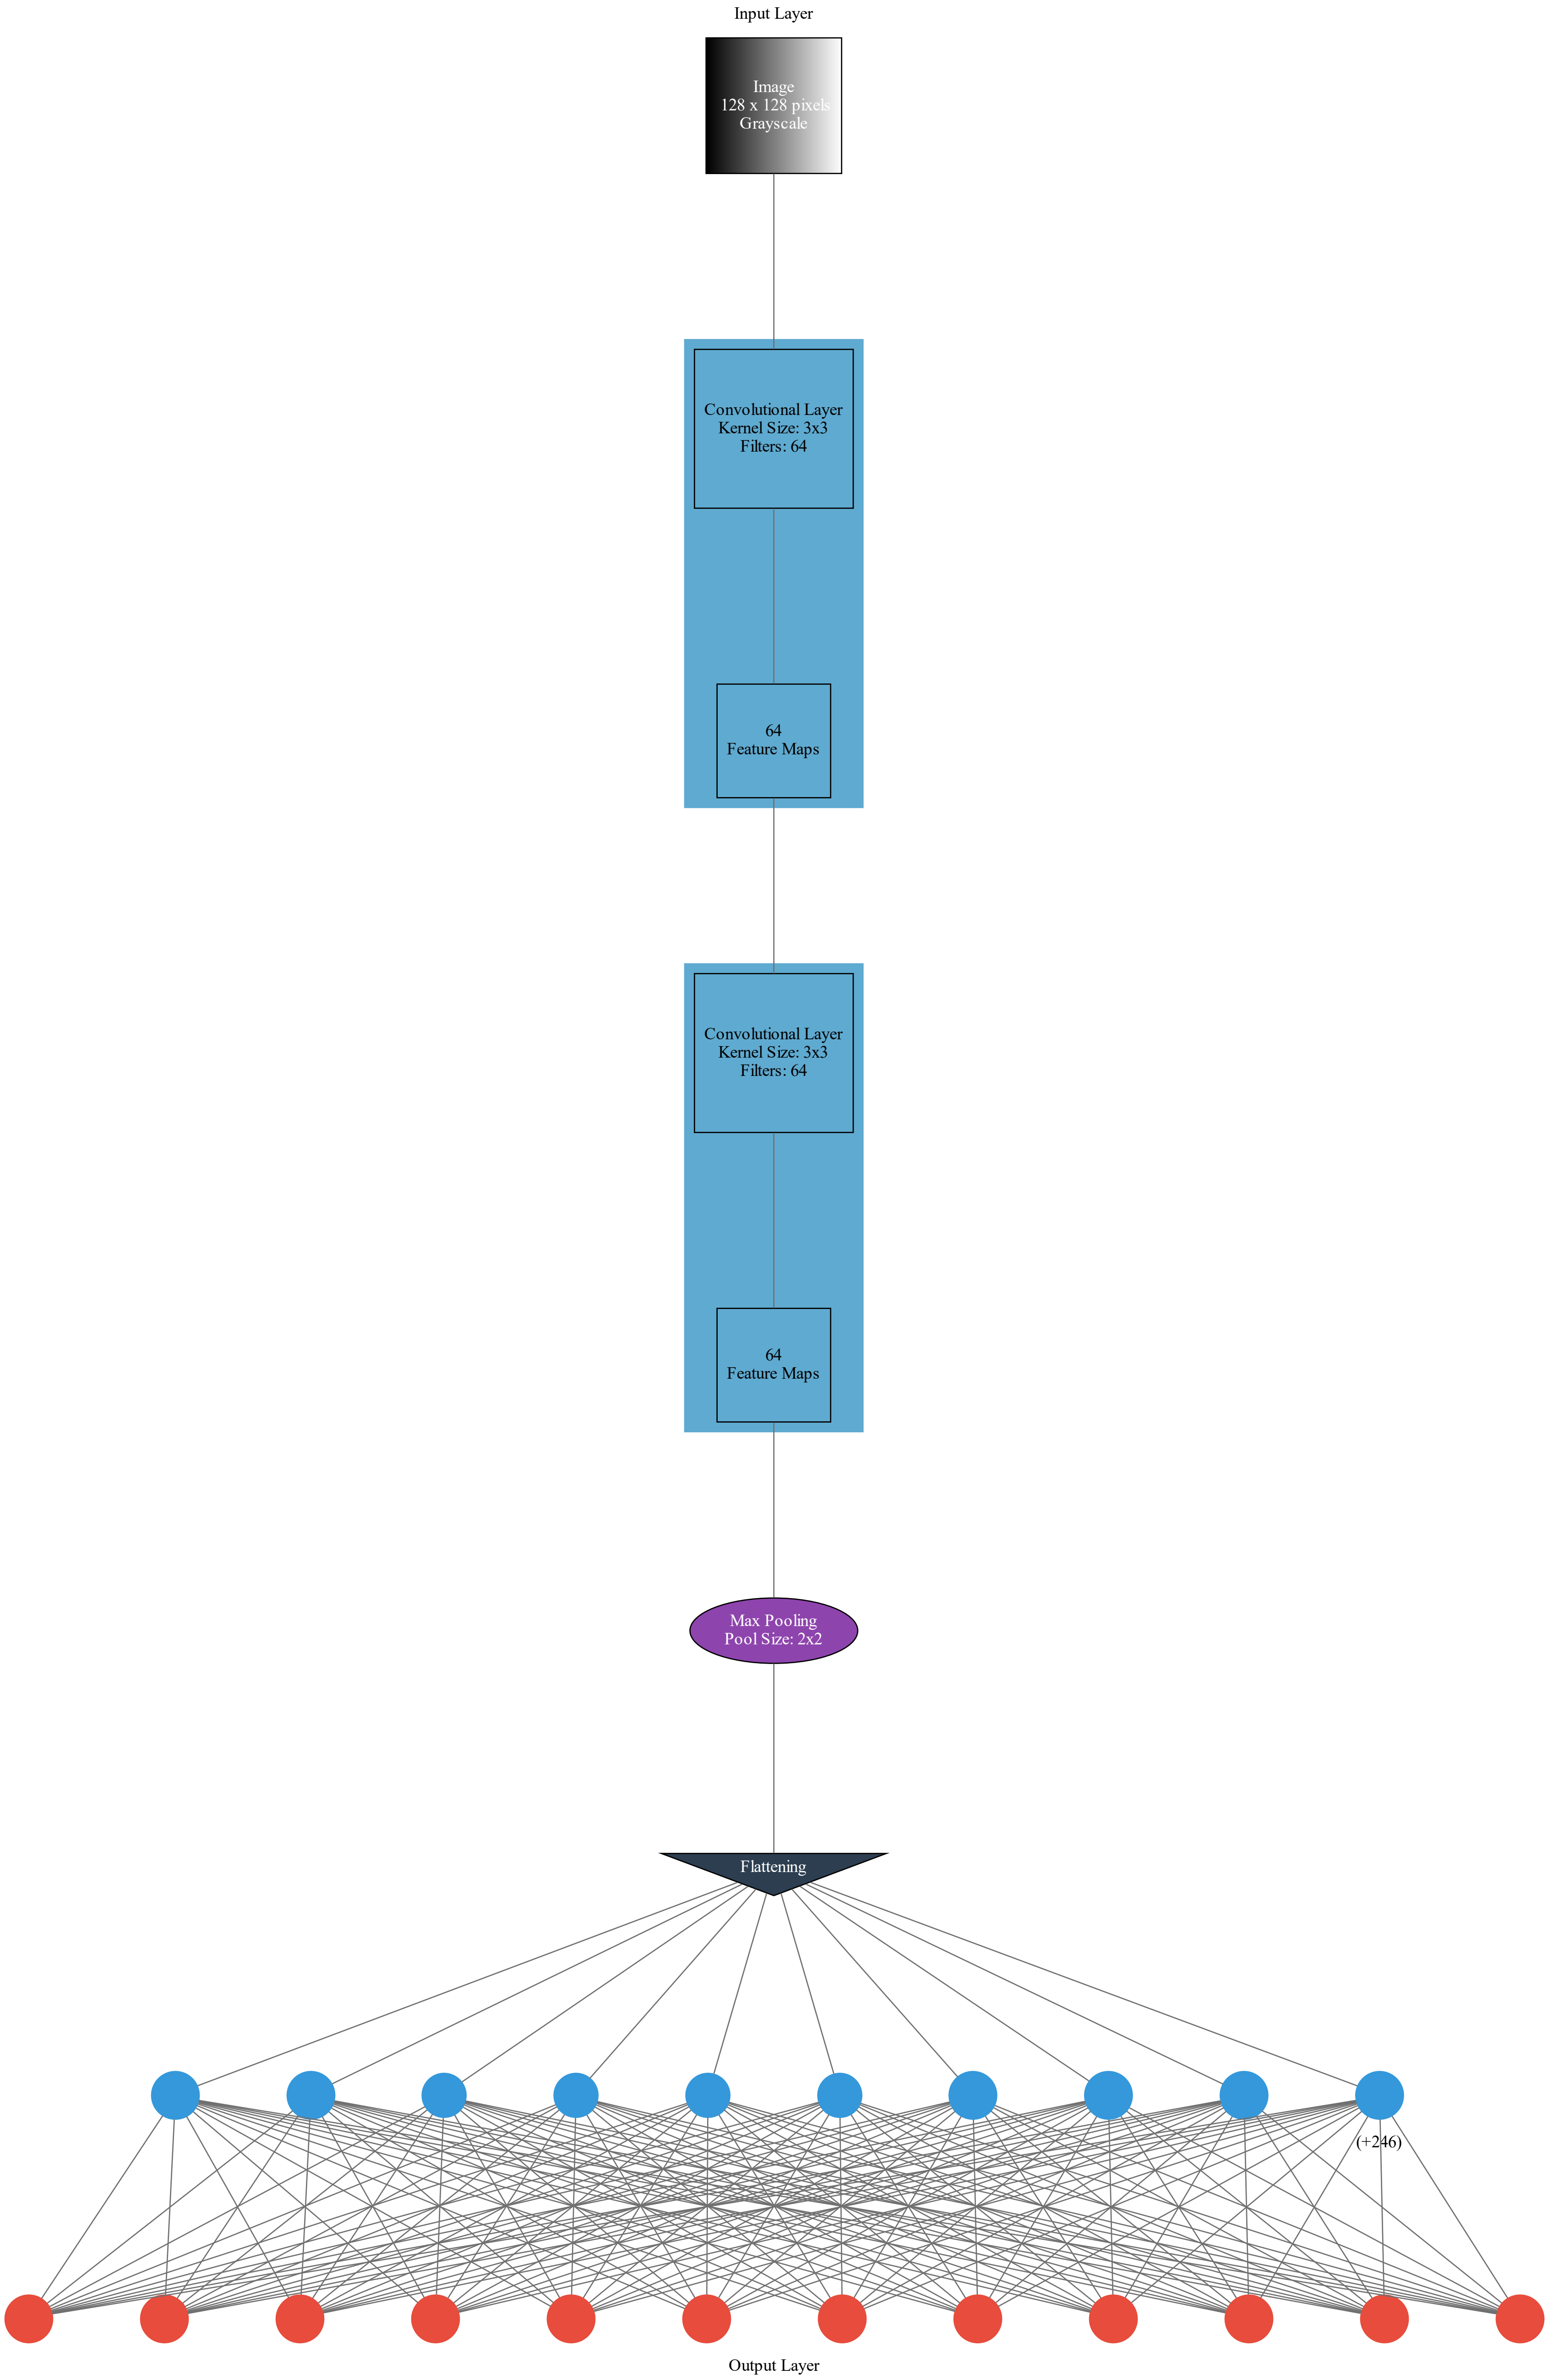 Input Layer
Image
128 x 128 pixels
Grayscale
Convolutional Layer
Kernel Size: 3x3
Filters: 64
64
Feature Maps
Convolutional Layer
Kernel Size: 3x3
Filters: 64
64
Feature Maps
Max Pooling
Pool Size: 2x2
Flattening
(+246)
Output Layer